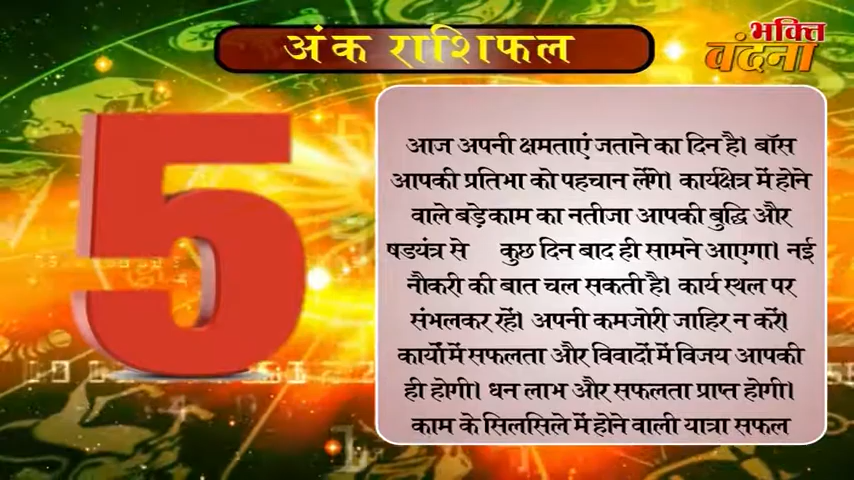 अंक राशिफल
भक्ति
वंदना
5
आज अपनी क्षमताएं जताने का दिन है। बॉस
आपकी प्रतिभा को पहचान लेंगे। कार्यक्षेत्र में होने
वाले बड़े काम का नतीजा आपकी बुद्धि और
षडयंत्र से कुछ दिन बाद ही सामने आएगा। नई
नौकरी की बात चल सकती है। कार्य स्थल पर
संभलकर रहें। अपनी कमजोरी जाहिर न करें।
कार्यों में सफलता और विवादों में विजय आपकी
ही होगी। धन लाभ और सफलता प्राप्त होगी।
काम के सिलसिले में होने वाली यात्रा सफल